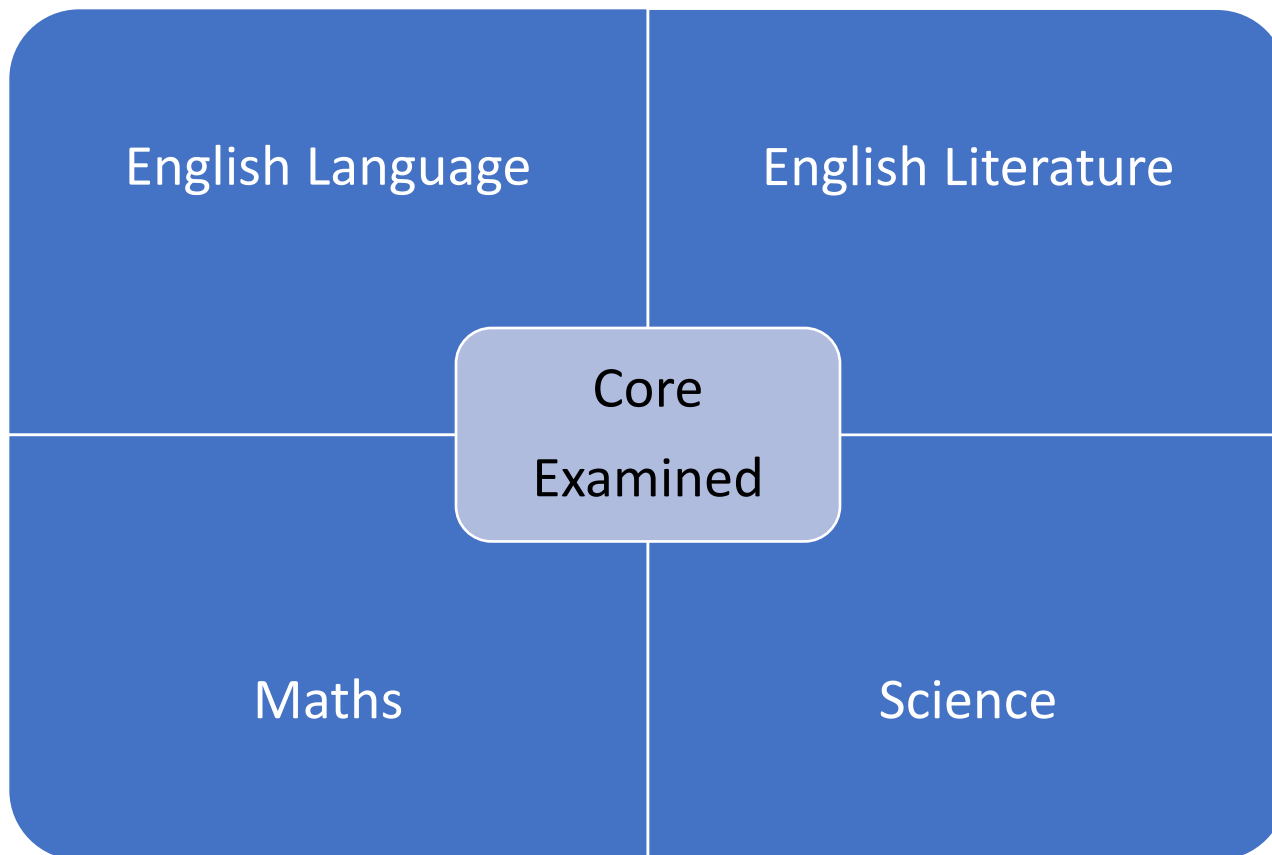 English Language
English Literature
Core
Examined
Maths
Science